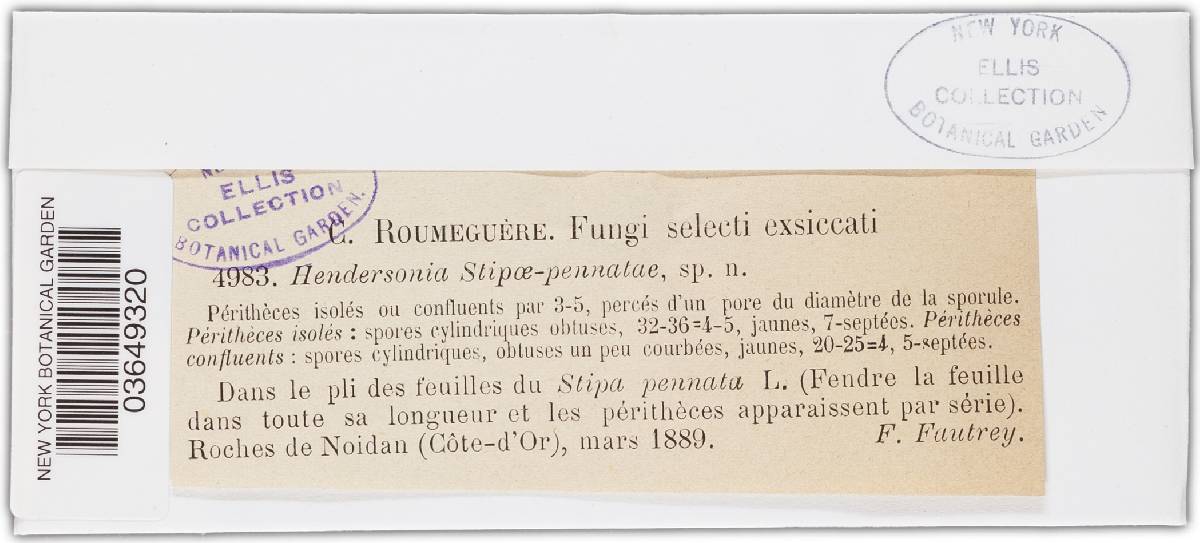 NEW YORK
ELLIS
COLLECTION
BOTANICAL GARDEN
NEW YORK BOTANICAL GARDEN
03649320
ELLIS
COLLECTION
BOTANICAL GARDEN.
C. ROUMEGUÈRE. Fungi selecti exsiccati
4983. Hendersonia Stipæ-pennatae, sp. n.
Périthèces isolés ou confluents par 3-5, percés d'un pore du diamètre de la sporule.
Périthèces isolés : spores cylindriques obtuses, 32-36=4-5, jaunes, 7-septées. Périthèces
confluents : spores cylindriques, obtuses un peu courbées, jaunes, 20-25=4, 5-septées.
Dans le pli des feuilles du Stipa pennata L. (Fendre la feuille
dans toute sa longueur et les périthèces apparaissent par série).
Roches de Noidan (Côte-d'Or), mars 1889. F. Fautrey.